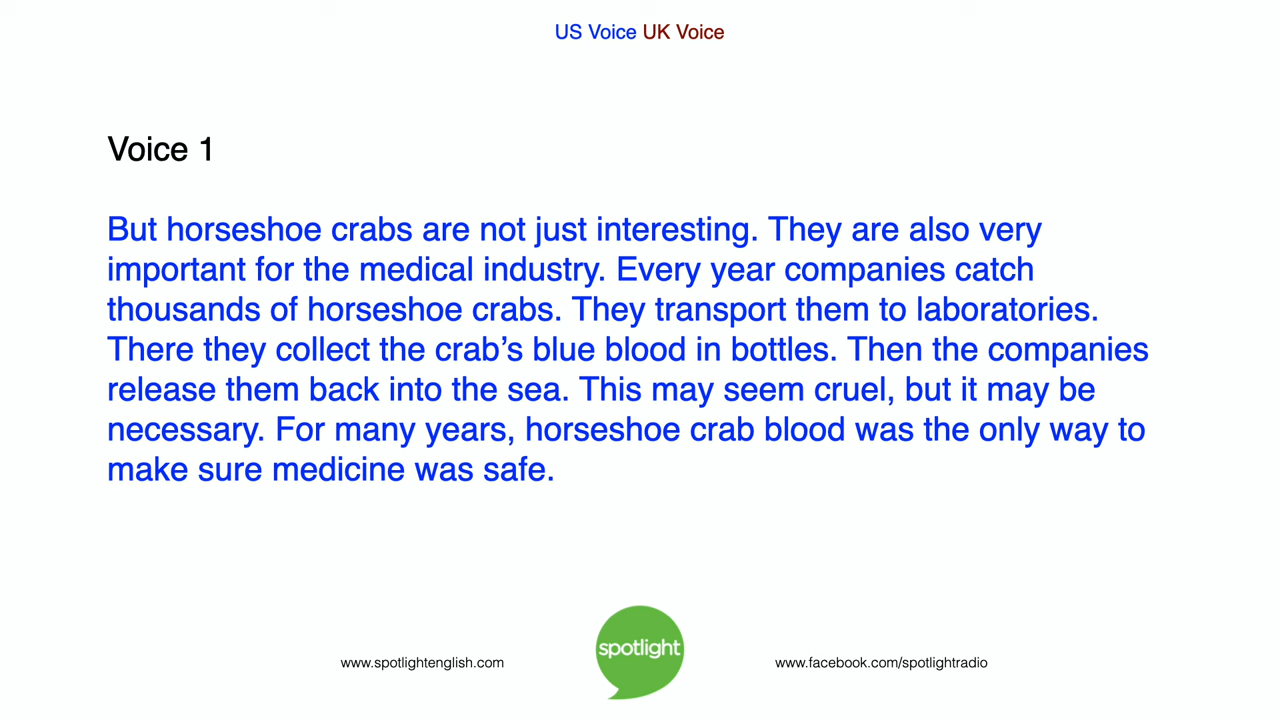 US Voice UK Voice
Voice 1
But horseshoe crabs are not just interesting. They are also very
important for the medical industry. Every year companies catch
thousands of horseshoe crabs. They transport them to laboratories.
There they collect the crab’s blue blood in bottles. Then the companies
release them back into the sea. This may seem cruel, but it may be
necessary. For many years, horseshoe crab blood was the only way to
make sure medicine was safe.
www.spotlightenglish.com
spotlight
www.facebook.com/spotlightradio